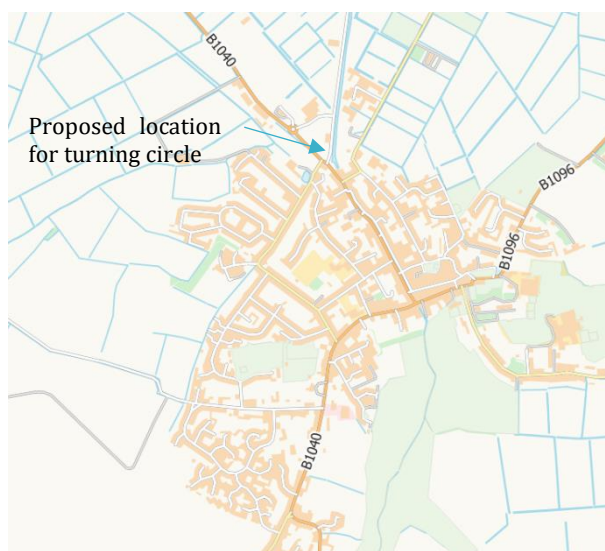 B1040
Proposed location
for turning circle
B1096
B1096
B1040